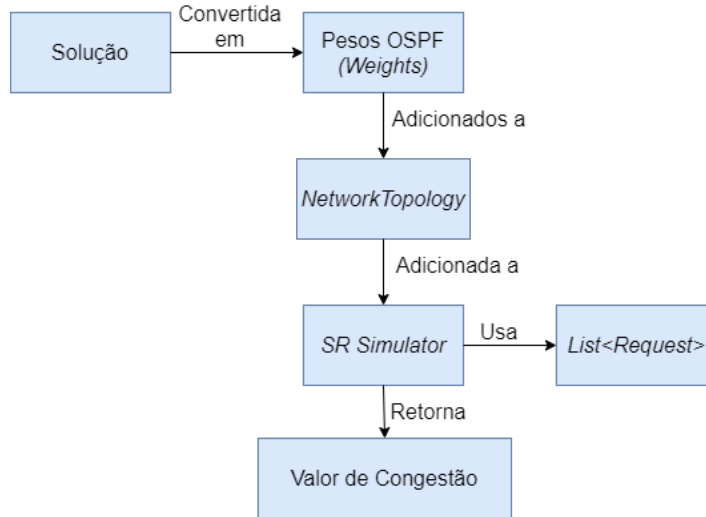 Solução
Convertida
em
Pesos OSPF
(Weights)
Adicionados a
NetworkTopology
Adicionada a
SR Simulator
Usa
List<Request>
Retorna
Valor de Congestão